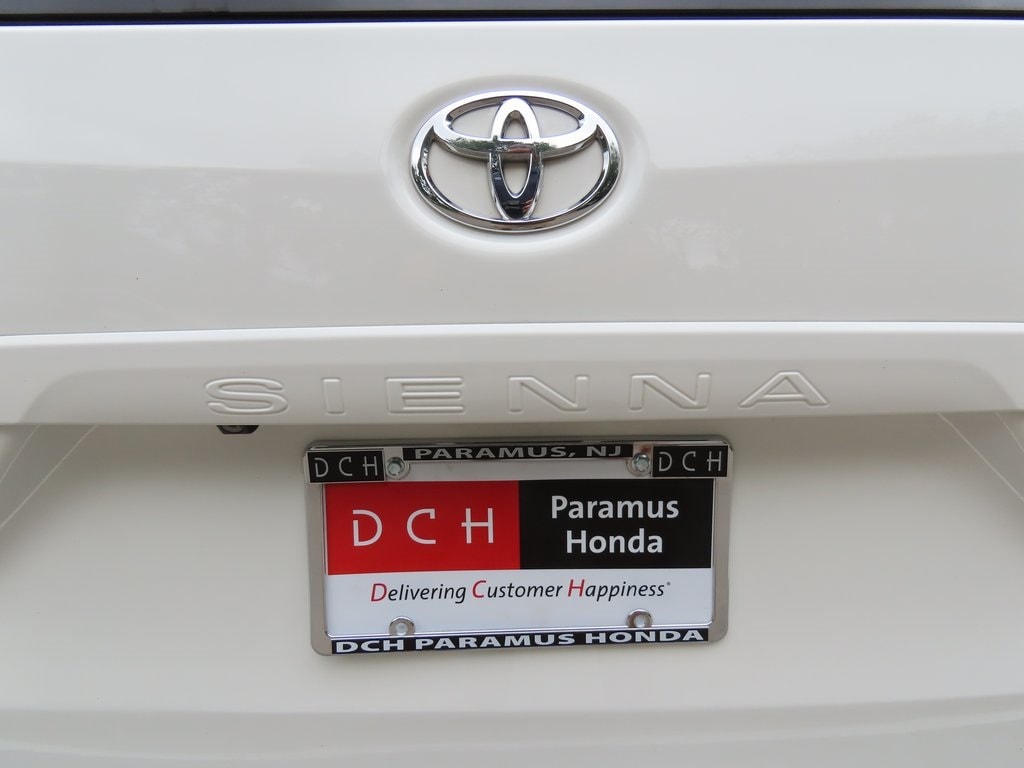 SIENNA
DCH PARAMUS, NJ DCH
DCH Paramus
Honda
Delivering Customer Happiness®
DCH PARAMUS HONDA